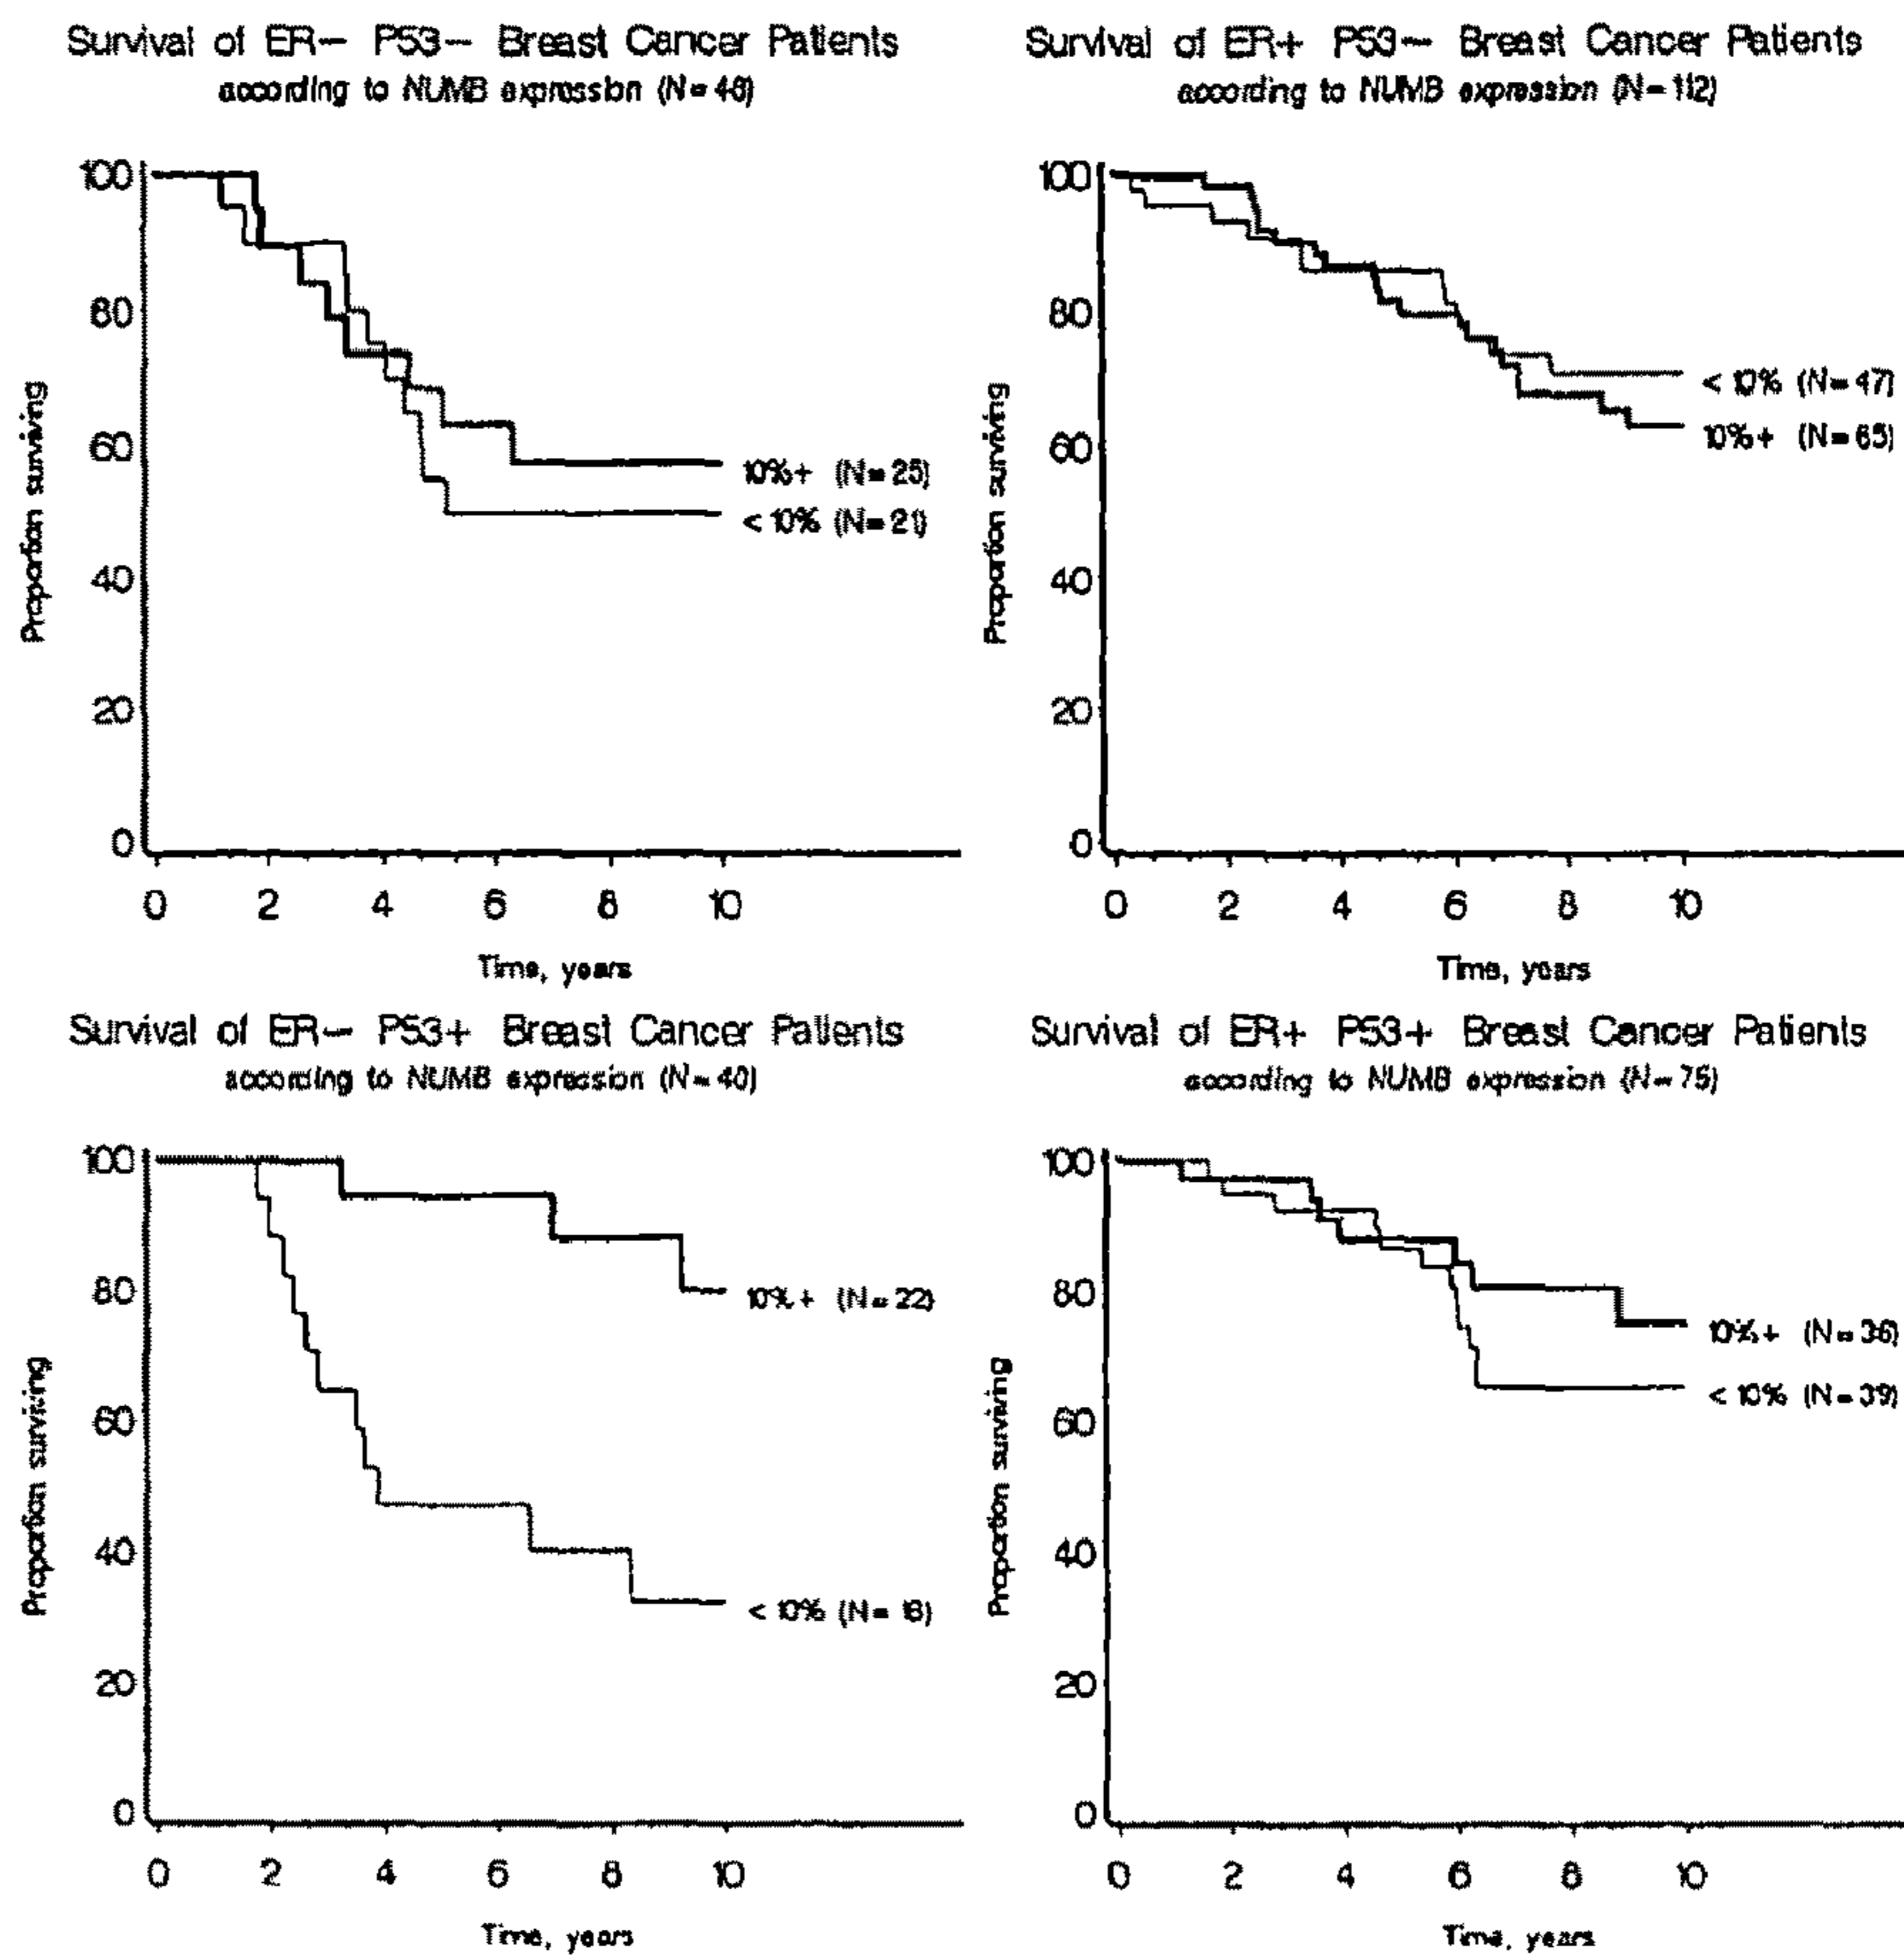 Survival of ER− P53− Breast Cancer Patients
according to NUMB expression (N=46)
100
80
60
40
20
0
Proportion surviving
10%+ (N=25)
< 10% (N=21)
0 2 4 6 8 10
Time, years
Survival of ER+ P53− Breast Cancer Patients
according to NUMB expression (N=112)
100
80
60
40
20
0
Proportion surviving
< 10% (N=47)
10%+ (N=65)
0 2 4 6 8 10
Time, years
Survival of ER− P53+ Breast Cancer Patients
according to NUMB expression (N=40)
100
80
60
40
20
0
Proportion surviving
10%+ (N=22)
< 10% (N=18)
0 2 4 6 8 10
Time, years
Survival of ER+ P53+ Breast Cancer Patients
according to NUMB expression (N=75)
100
80
60
40
20
0
Proportion surviving
10%+ (N=36)
< 10% (N=39)
0 2 4 6 8 10
Time, years